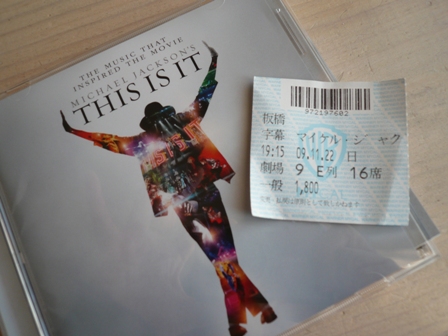 THE MUSIC THAT
INSPIRED THE MOVIE
MICHAEL JACKSON'S
THIS IS IT
972197602
板橋
字幕 マイケル・ジャク
19:15 09.11.22 日
劇場 9 E列 16席
一般 1,800